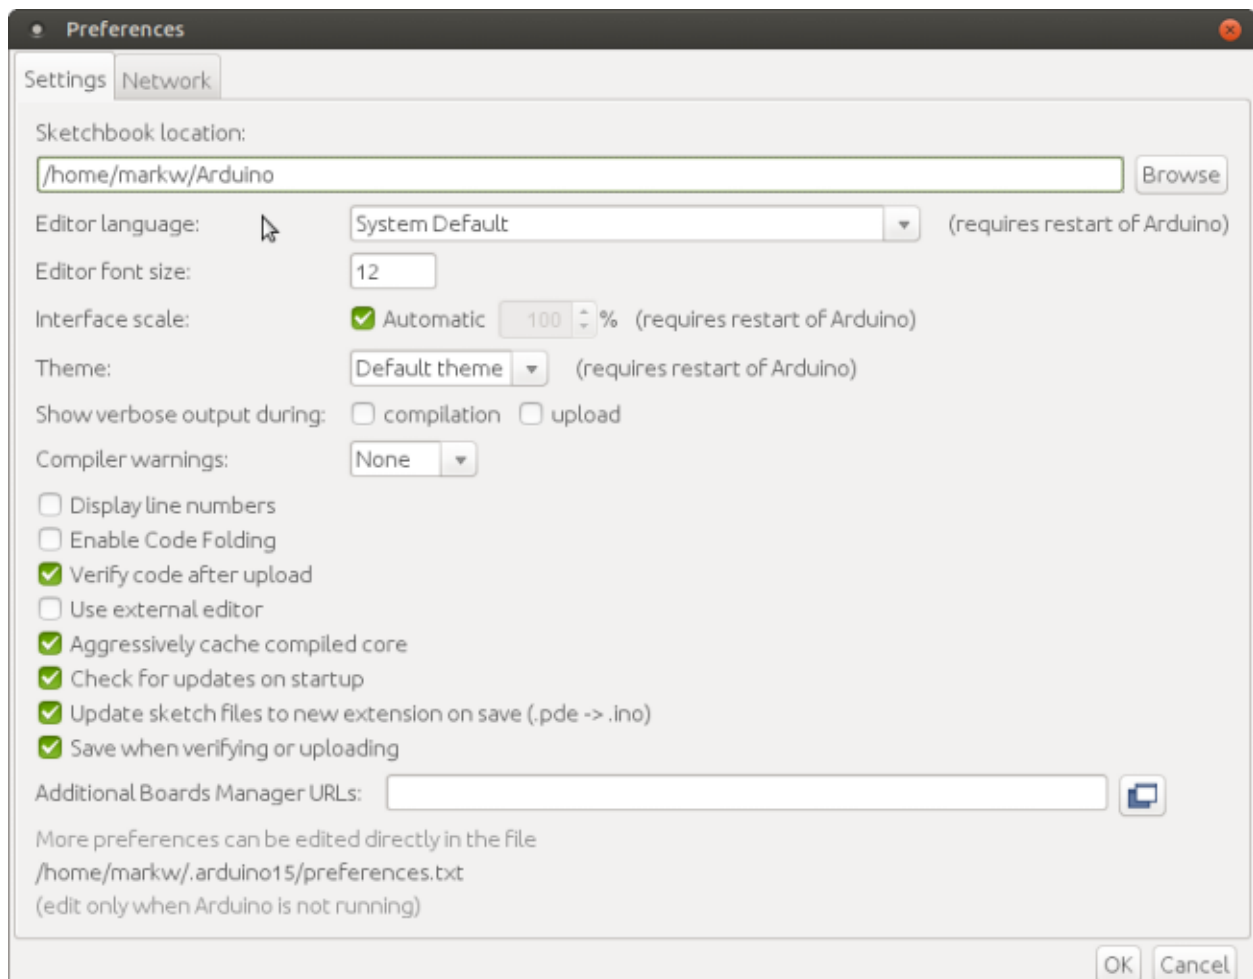 Preferences
Settings Network
Sketchbook location:
/home/markw/Arduino Browse
Editor language: System Default (requires restart of Arduino)
Editor font size: 12
Interface scale: Automatic 100 % (requires restart of Arduino)
Theme: Default theme (requires restart of Arduino)
Show verbose output during: compilation upload
Compiler warnings: None
Display line numbers
Enable Code Folding
Verify code after upload
Use external editor
Aggressively cache compiled core
Check for updates on startup
Update sketch files to new extension on save (.pde -> .ino)
Save when verifying or uploading
Additional Boards Manager URLs:
More preferences can be edited directly in the file
/home/markw/.arduino15/preferences.txt
(edit only when Arduino is not running)
OK Cancel